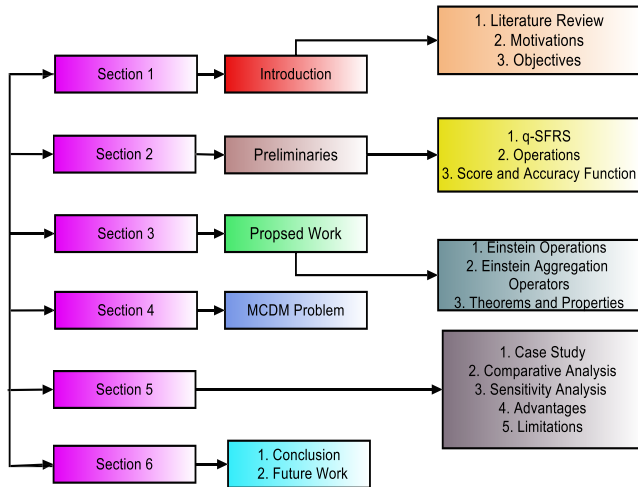 Section 1
Introduction
1. Literature Review
2. Motivations
3. Objectives
Section 2
Preliminaries
1. q-SFRS
2. Operations
3. Score and Accuracy Function
Section 3
Propsed Work
1. Einstein Operations
2. Einstein Aggregation
Operators
3. Theorems and Properties
Section 4
MCDM Problem
Section 5
1. Case Study
2. Comparative Analysis
3. Sensitivity Analysis
4. Advantages
5. Limitations
Section 6
1. Conclusion
2. Future Work